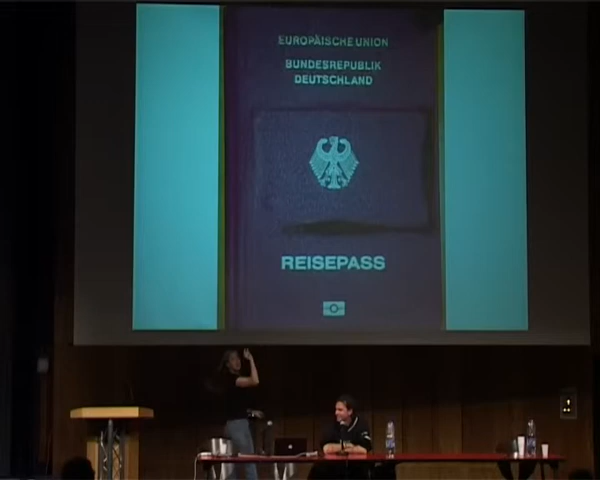 EUROPÄISCHE UNION
BUNDESREPUBLIK
DEUTSCHLAND
REISEPASS